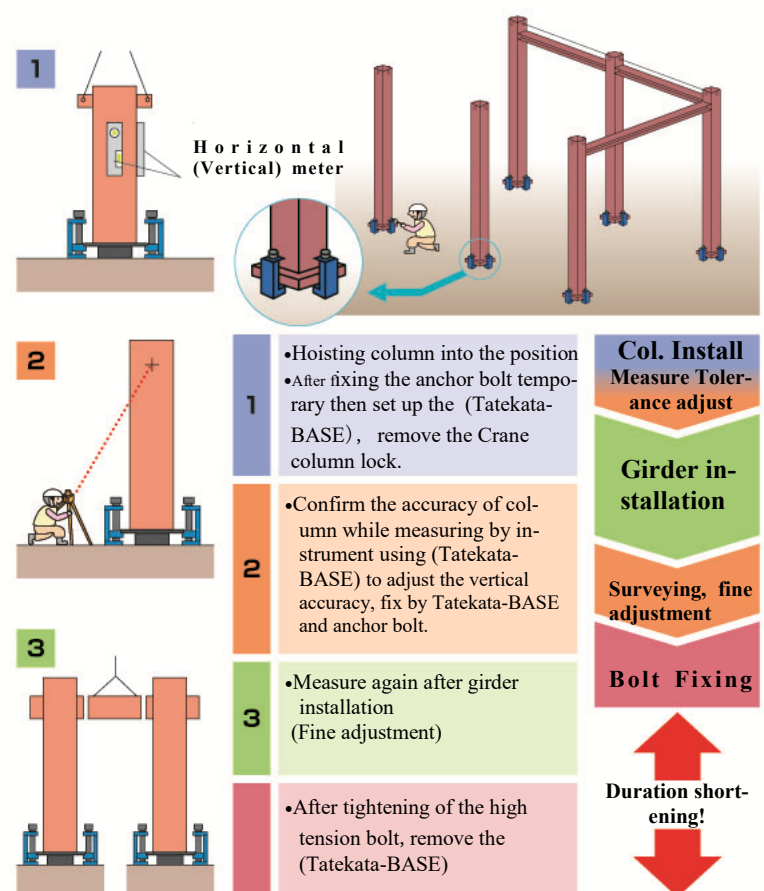 1
Horizontal
(Vertical) meter
2
3
1
•Hoisting column into the position
•After fixing the anchor bolt tempo-
rary then set up the (Tatekata-
BASE), remove the Crane
column lock.
2
•Confirm the accuracy of col-
umn while measuring by in-
strument using (Tatekata-
BASE) to adjust the vertical
accuracy, fix by Tatekata-BASE
and anchor bolt.
3
•Measure again after girder
installation
(Fine adjustment)
•After tightening of the high
tension bolt, remove the
(Tatekata-BASE)
Col. Install
Measure Toler-
ance adjust
Girder in-
stallation
Surveying, fine
adjustment
Bolt Fixing
Duration short-
ening!